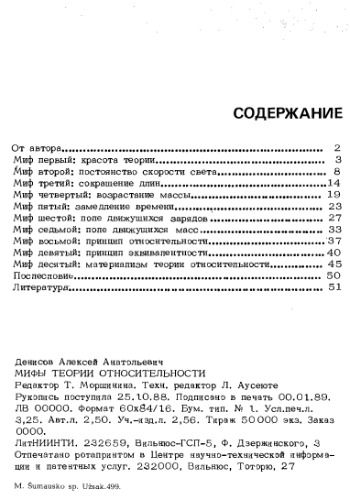 СОДЕРЖАНИЕ
От автора.......................................................... 2
Миф первый: красота теории........................................ 3
Миф второй: постоянство скорости света............................ 8
Миф третий: сокращение длин....................................... 14
Миф четвертый: возрастание массы.................................. 19
Миф пятый: замедление времени..................................... 23
Миф шестой: поле движущихся зарядов............................... 27
Миф седьмой: поле движущихся масс................................. 33
Миф восьмой: принцип относительности.............................. 37
Миф девятый: принцип эквивалентности.............................. 40
Миф десятый: материализм теории относительности................... 45
Послесловие....................................................... 50
Литература........................................................ 51
Денисов Алексей Анатольевич
МИФЫ ТЕОРИИ ОТНОСИТЕЛЬНОСТИ
Редактор Т. Моршинина. Техн. редактор Л. Аусеюте
Рукопись поступила 25.10.88. Подписано в печать 00.01.89.
ЛВ 00000. Формат 60x84/16. Бум. тип. № 1. Усл.печ.л.
3,25. Авт.л. 2,50. Уч.-изд.л. 2,56. Тираж 50000 экз. Заказ
0000.
ЛитНИИНТИ. 232659, Вильнюс-ГСП-5, Ф. Дзержинского, 3
Отпечатано ротапринтом в Центре научно-технической информа-
ции и патентных услуг. 232000, Вильнюс, Тоторю, 27
M. Šumausko sp. Užsak.499.